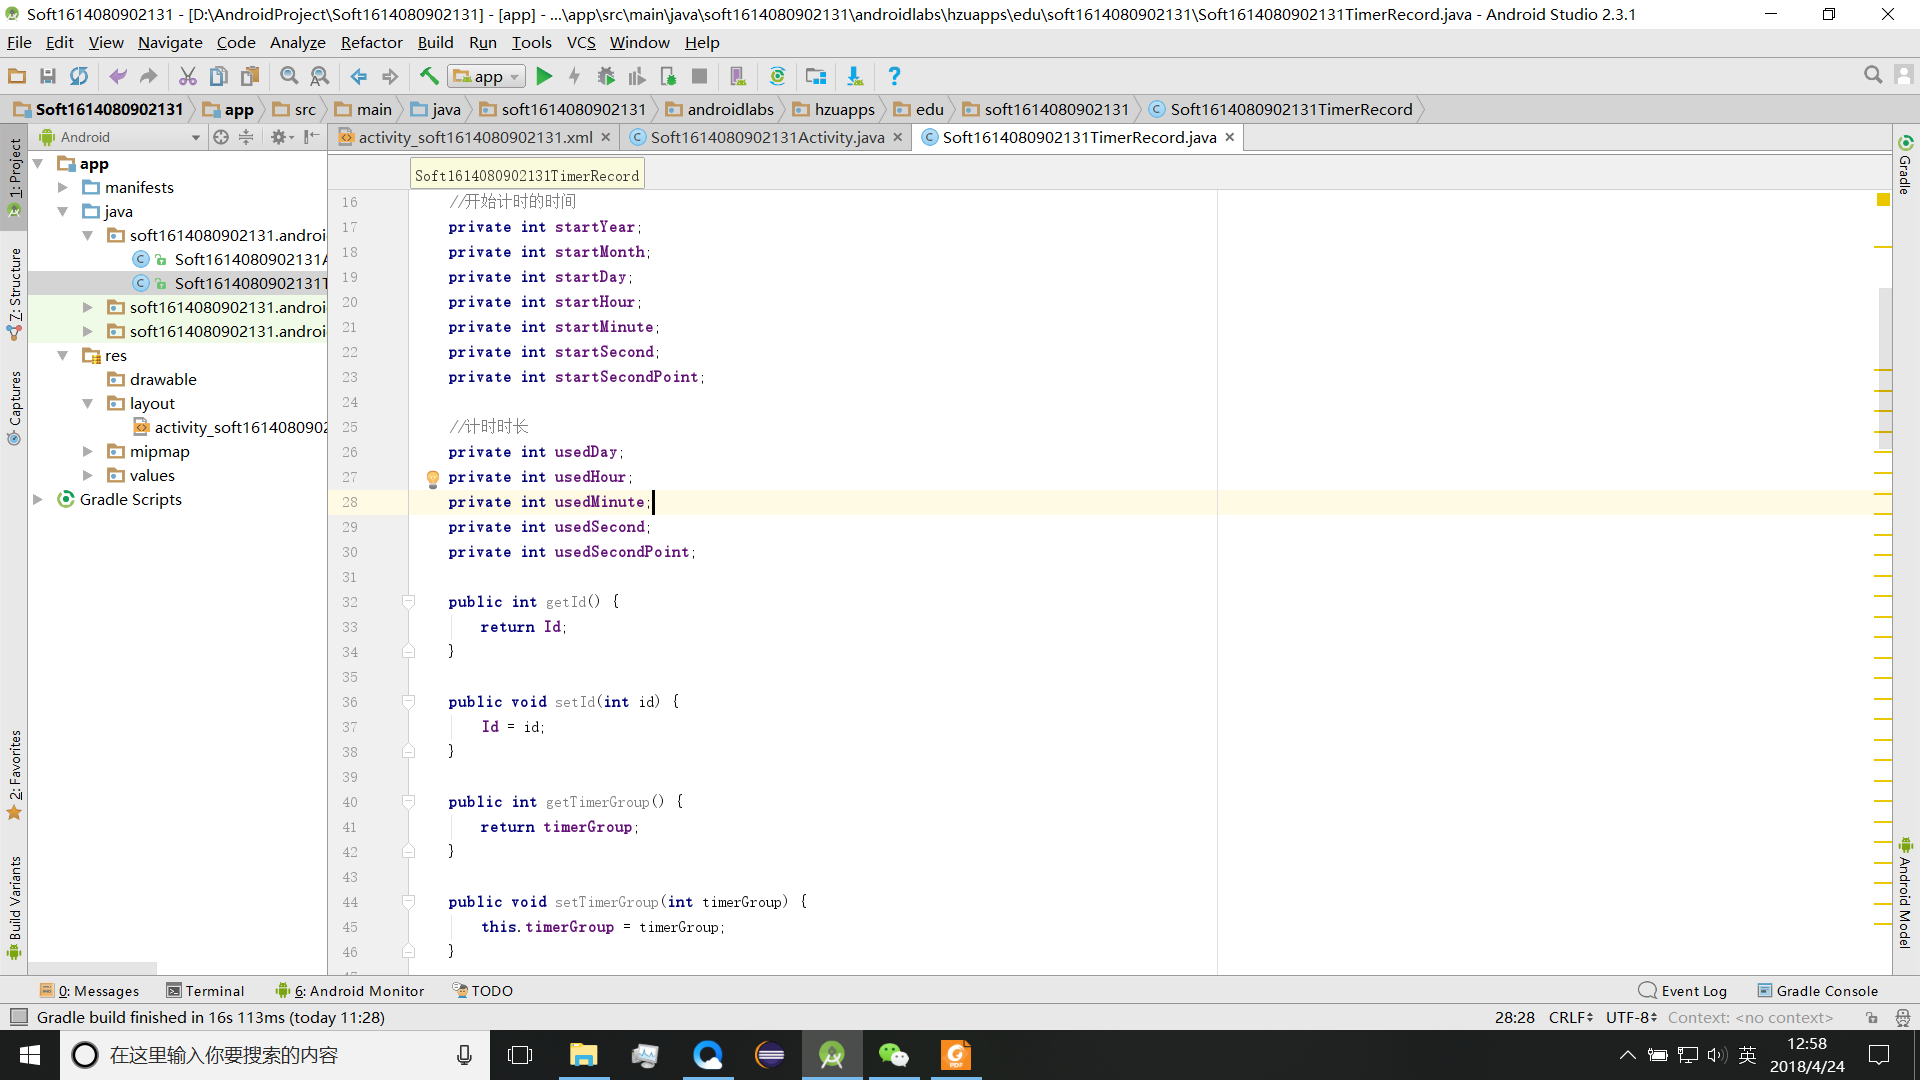 Soft1614080902131 - [D:\AndroidProject\Soft1614080902131] - [app] - ...\app\src\main\java\soft1614080902131\androidlabs\hzuapps\edu\soft1614080902131\Soft1614080902131TimerRecord.java - Android Studio 2.3.1
File Edit View Navigate Code Analyze Refactor Build Run Tools VCS Window Help
app
Soft1614080902131 app src main java soft1614080902131 androidlabs hzuapps edu soft1614080902131 Soft1614080902131TimerRecord
Android
activity_soft1614080902131.xml Soft1614080902131Activity.java Soft1614080902131TimerRecord.java
1: Project
Z: Structure
Captures
2: Favorites
Build Variants
app
manifests
java
soft1614080902131.androi
Soft1614080902131A
Soft1614080902131T
soft1614080902131.androi
soft1614080902131.androi
res
drawable
layout
activity_soft1614080902
mipmap
values
Gradle Scripts
Soft1614080902131TimerRecord
16 //开始计时的时间
17 private int startYear;
18 private int startMonth;
19 private int startDay;
20 private int startHour;
21 private int startMinute;
22 private int startSecond;
23 private int startSecondPoint;
24
25 //计时时长
26 private int usedDay;
27 private int usedHour;
28 private int usedMinute;
29 private int usedSecond;
30 private int usedSecondPoint;
31
32 public int getId() {
33 return Id;
34 }
35
36 public void setId(int id) {
37 Id = id;
38 }
39
40 public int getTimerGroup() {
41 return timerGroup;
42 }
43
44 public void setTimerGroup(int timerGroup) {
45 this.timerGroup = timerGroup;
46 }
Gradle
Android Model
0: Messages Terminal 6: Android Monitor TODO Event Log Gradle Console
Gradle build finished in 16s 113ms (today 11:28) 28:28 CRLF UTF-8 Context: <no context>
在这里输入你要搜索的内容
PDF
英
12:58
2018/4/24